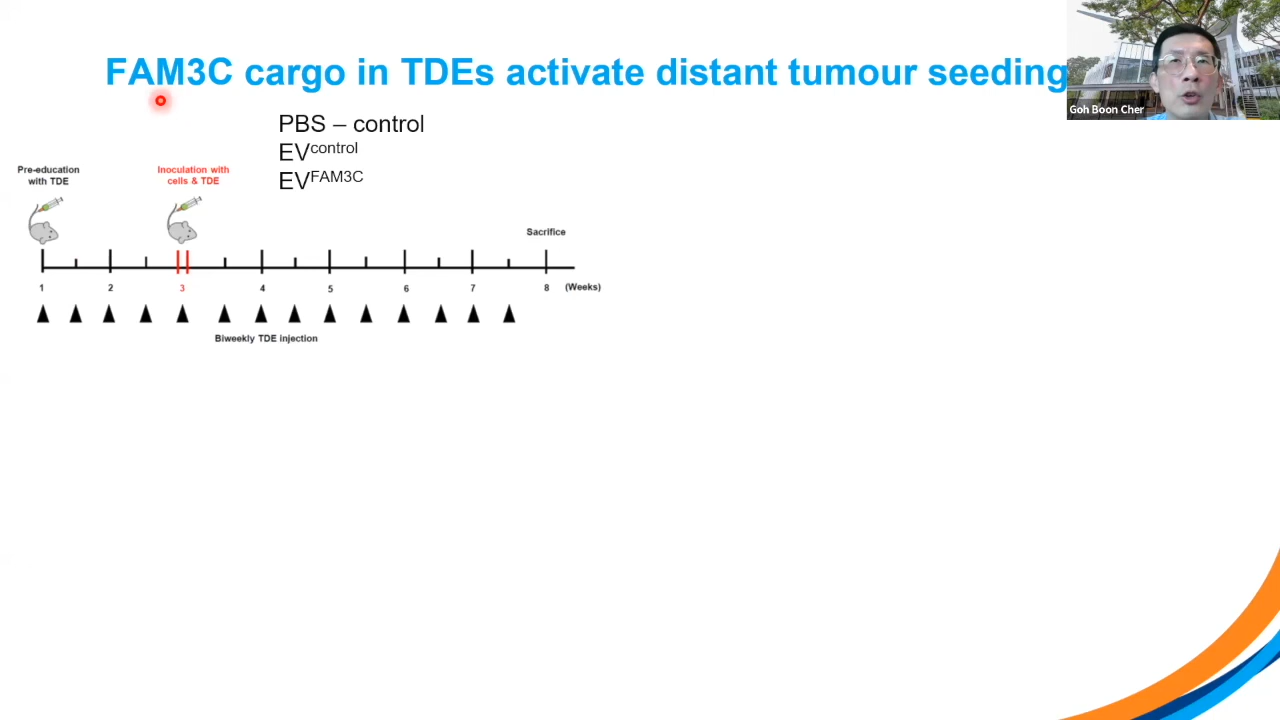 FAM3C cargo in TDEs activate distant tumour seeding
Goh Boon Cher
PBS – control
EVcontrol
EVFAM3C
Pre-education
with TDE
Inoculation with
cells & TDE
Sacrifice
1 2 3 4 5 6 7 8 (Weeks)
Biweekly TDE injection